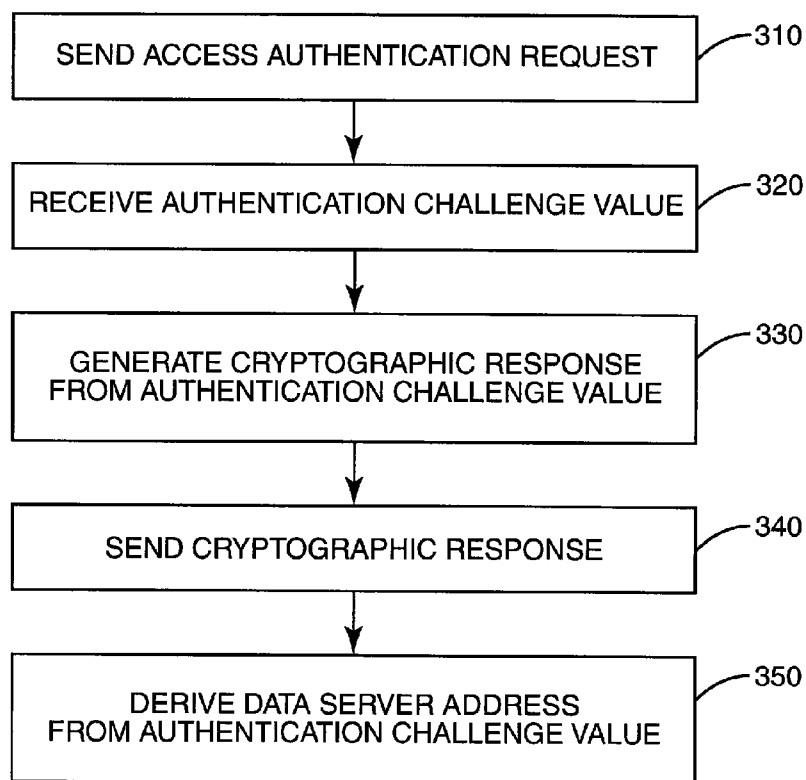 SEND ACCESS AUTHENTICATION REQUEST
310
RECEIVE AUTHENTICATION CHALLENGE VALUE
320
GENERATE CRYPTOGRAPHIC RESPONSE
FROM AUTHENTICATION CHALLENGE VALUE
330
SEND CRYPTOGRAPHIC RESPONSE
340
DERIVE DATA SERVER ADDRESS
FROM AUTHENTICATION CHALLENGE VALUE
350